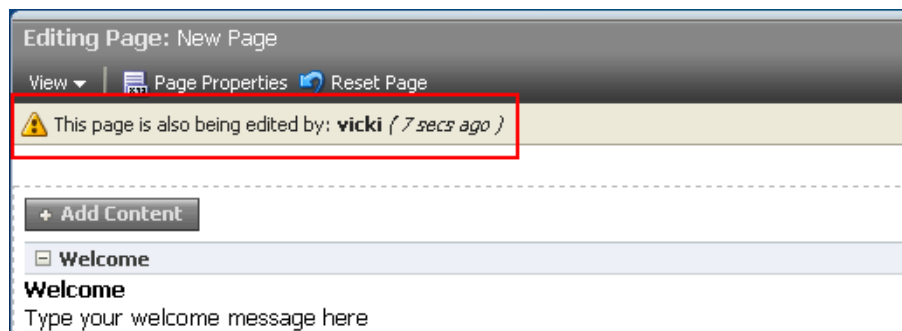 Editing Page: New Page
View Page Properties Reset Page
This page is also being edited by: vicki ( 7 secs ago )
+ Add Content
Welcome
Welcome
Type your welcome message here